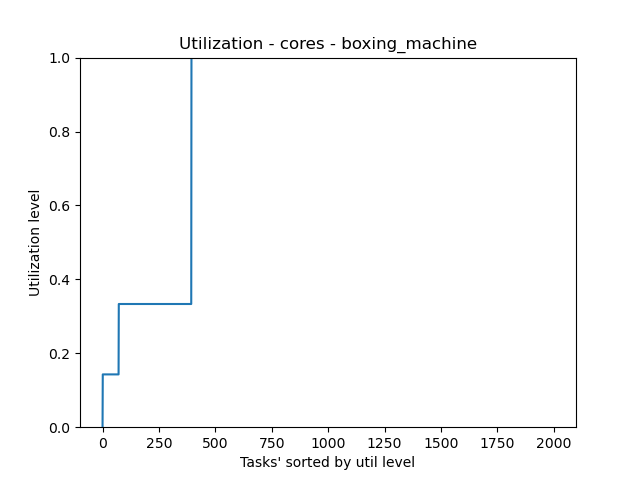 Utilization - cores - boxing_machine
1.0
0.8
0.6
0.4
0.2
0.0
Utilization level
0 250 500 750 1000 1250 1500 1750 2000
Tasks' sorted by util level